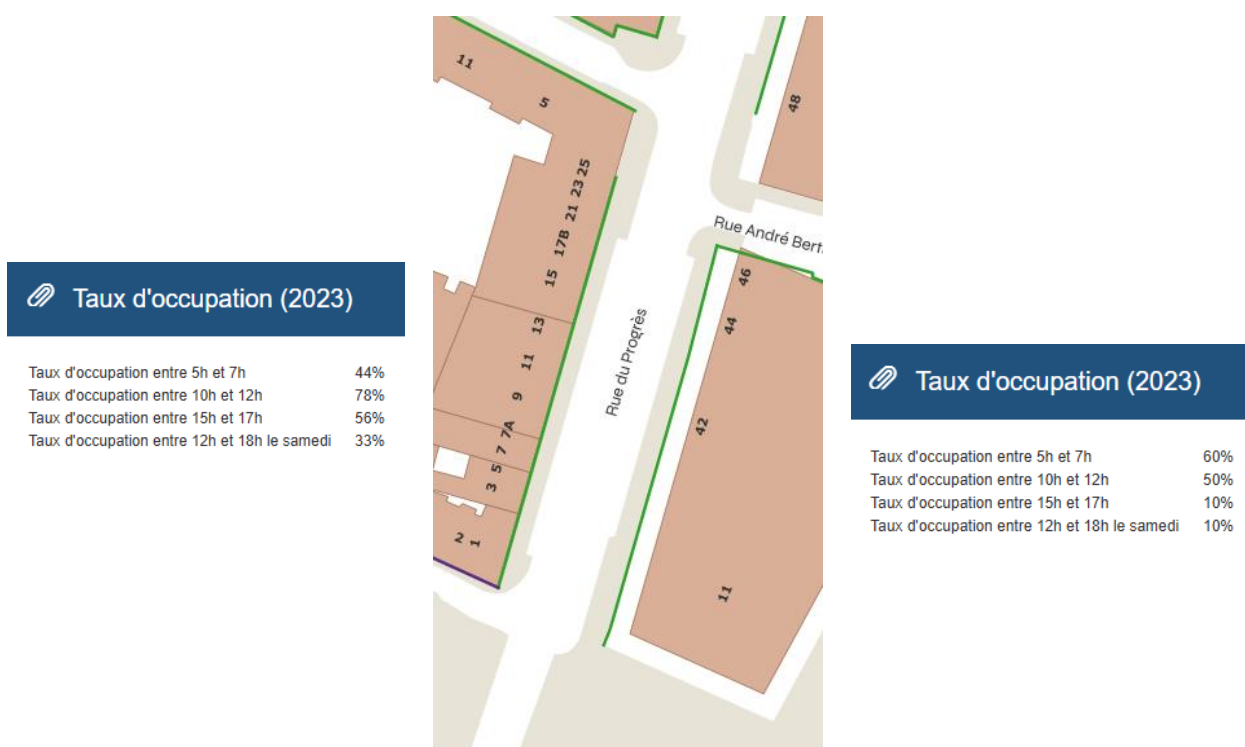 Taux d'occupation (2023)
Taux d'occupation entre 5h et 7h 44%
Taux d'occupation entre 10h et 12h 78%
Taux d'occupation entre 15h et 17h 56%
Taux d'occupation entre 12h et 18h le samedi 33%
11
5
25
23
21
17B
15
13
11
9
7A
7
5
3
2
1
Rue du Progrès
48
Rue André Bert
46
44
42
11
Taux d'occupation (2023)
Taux d'occupation entre 5h et 7h 60%
Taux d'occupation entre 10h et 12h 50%
Taux d'occupation entre 15h et 17h 10%
Taux d'occupation entre 12h et 18h le samedi 10%